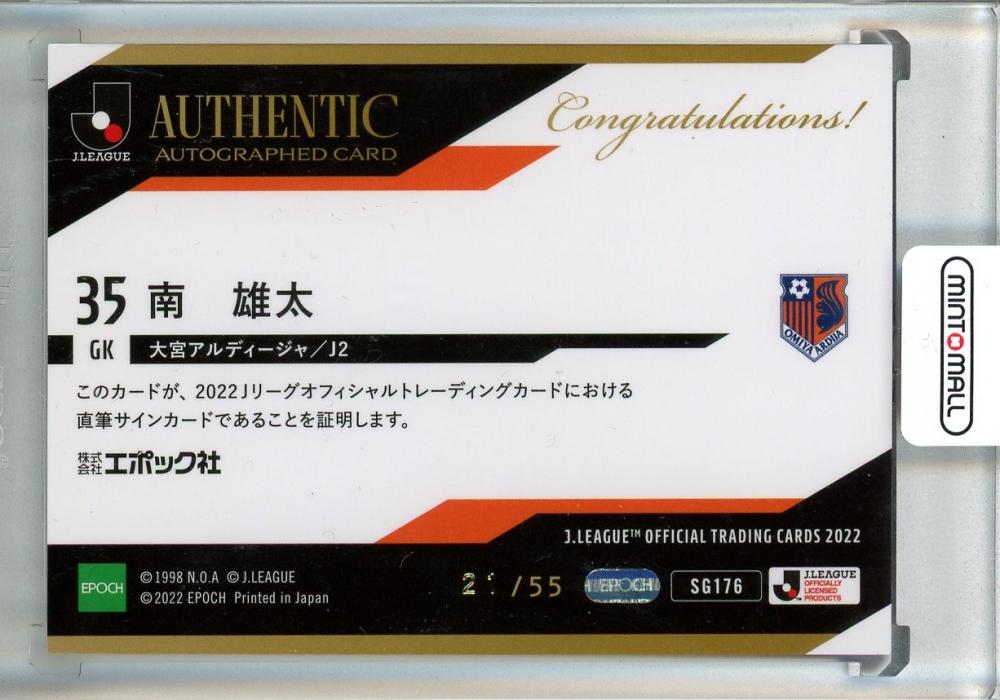 J.LEAGUE
AUTHENTIC
AUTOGRAPHED CARD
Congratulations!
35 南 雄太
GK 大宮アルディージャ/J2
OMIYA ARDIJA
このカードが、2022Jリーグオフィシャルトレーディングカードにおける
直筆サインカードであることを証明します。
株式会社エポック社
J.LEAGUE™ OFFICIAL TRADING CARDS 2022
EPOCH
©1998 N.O.A ©J.LEAGUE
©2022 EPOCH Printed in Japan
/55
EPOCH
SG176
J.LEAGUE
OFFICIALLY
LICENSED
PRODUCTS
MINTOMALL